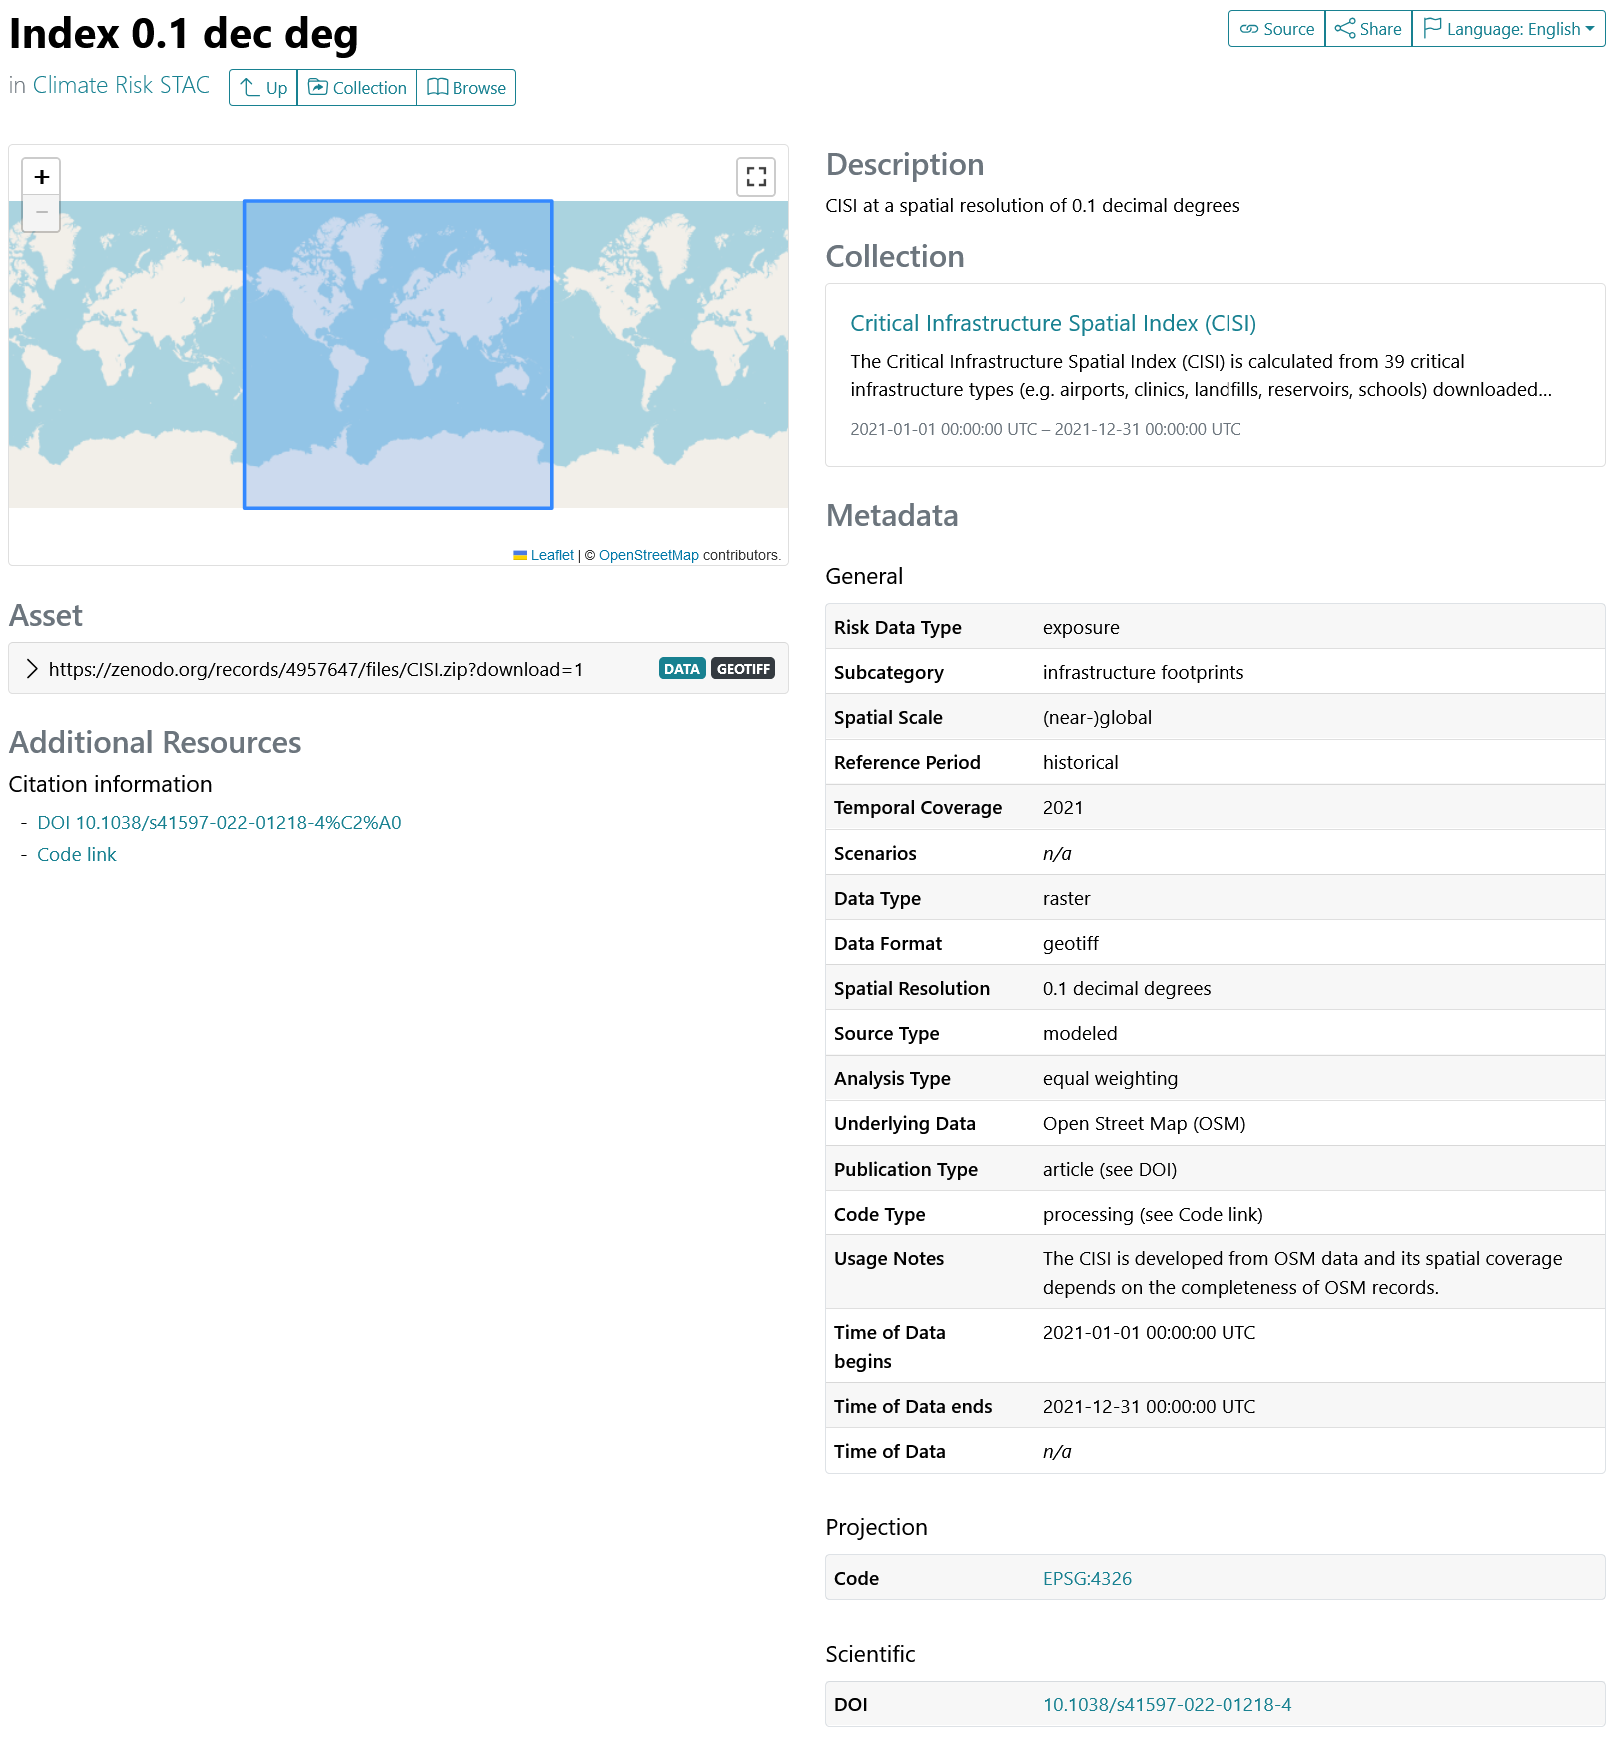 Index 0.1 dec deg
in Climate Risk STAC
Up
Collection
Browse
Source
Share
Language: English
+
−
Leaflet | © OpenStreetMap contributors.
Asset
https://zenodo.org/records/4957647/files/CISI.zip?download=1
DATA
GEOTIFF
Additional Resources
Citation information
- DOI 10.1038/s41597-022-01218-4%C2%A0
- Code link
Description
CISI at a spatial resolution of 0.1 decimal degrees
Collection
Critical Infrastructure Spatial Index (CISI)
The Critical Infrastructure Spatial Index (CISI) is calculated from 39 critical
infrastructure types (e.g. airports, clinics, landfills, reservoirs, schools) downloaded...
2021-01-01 00:00:00 UTC – 2021-12-31 00:00:00 UTC
Metadata
General
Risk Data Type exposure
Subcategory infrastructure footprints
Spatial Scale (near-)global
Reference Period historical
Temporal Coverage 2021
Scenarios n/a
Data Type raster
Data Format geotiff
Spatial Resolution 0.1 decimal degrees
Source Type modeled
Analysis Type equal weighting
Underlying Data Open Street Map (OSM)
Publication Type article (see DOI)
Code Type processing (see Code link)
Usage Notes The CISI is developed from OSM data and its spatial coverage
depends on the completeness of OSM records.
Time of Data 2021-01-01 00:00:00 UTC
begins
Time of Data ends 2021-12-31 00:00:00 UTC
Time of Data n/a
Projection
Code EPSG:4326
Scientific
DOI 10.1038/s41597-022-01218-4